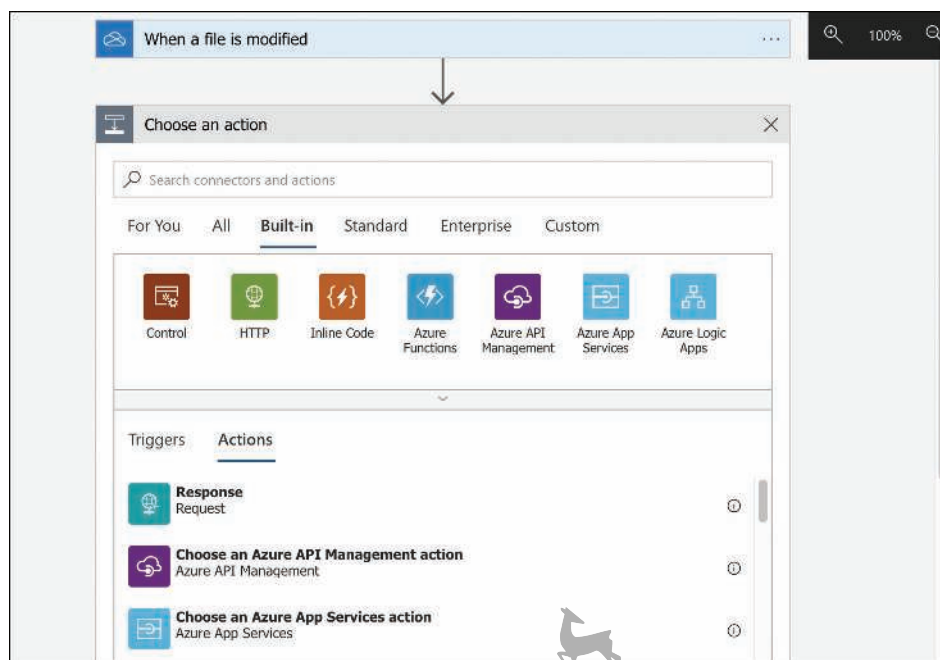 When a file is modified
...
100%
Choose an action
Search connectors and actions
For You All Built-in Standard Enterprise Custom
Control HTTP Inline Code Azure Functions Azure API Management Azure App Services Azure Logic Apps
Triggers Actions
Response
Request
Choose an Azure API Management action
Azure API Management
Choose an Azure App Services action
Azure App Services